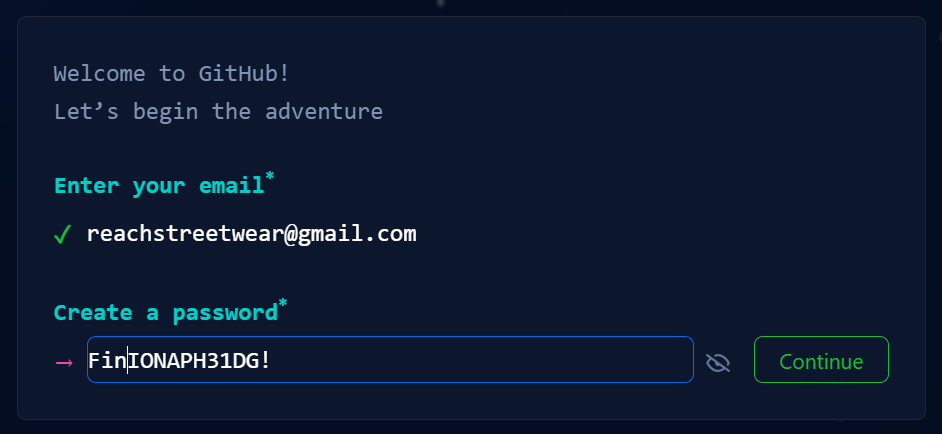 Welcome to GitHub!
Let’s begin the adventure
Enter your email*
✓ reachstreetwear@gmail.com
Create a password*
→ FinIONAPH31DG! Continue